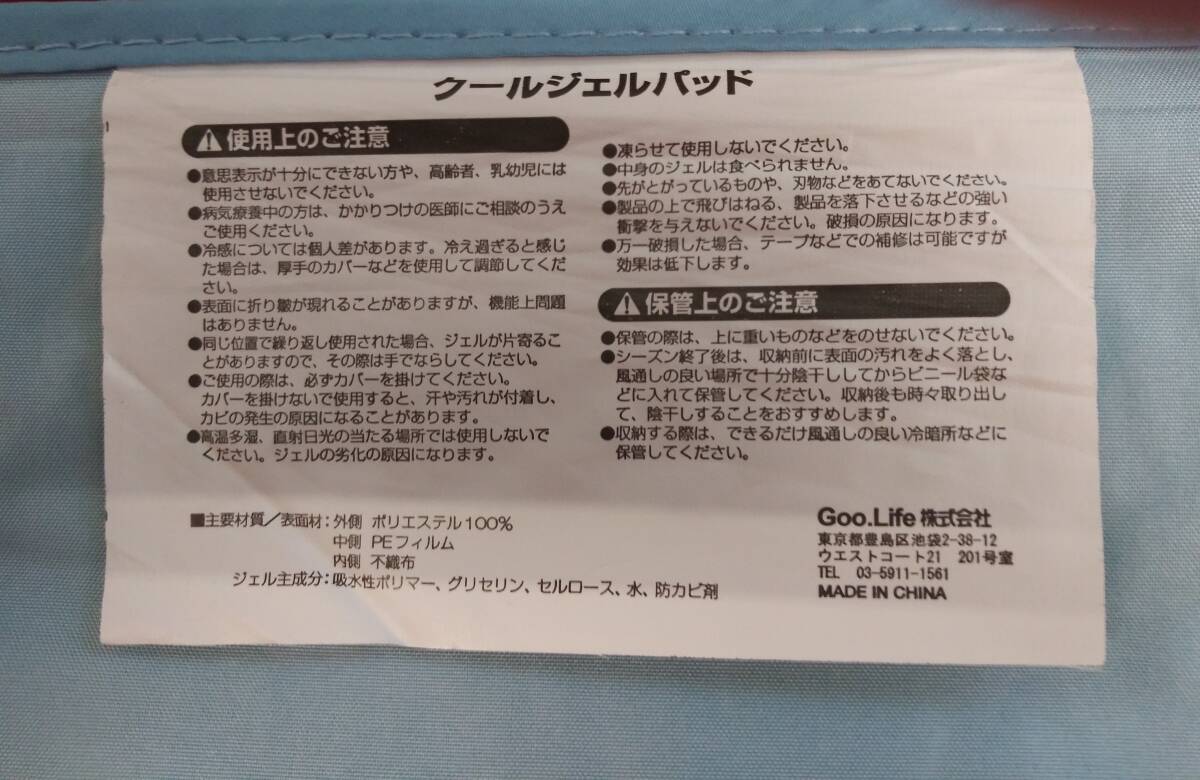 クールジェルパッド
⚠使用上のご注意
●意思表示が十分にできない方や、高齢者、乳幼児には
使用させないでください。
●病気療養中の方は、かかりつけの医師にご相談のうえ
ご使用ください。
●冷感については個人差があります。冷え過ぎると感じ
た場合は、厚手のカバーなどを使用して調節してくだ
さい。
●表面に折り皺が現れることがありますが、機能上問題
はありません。
●同じ位置で繰り返し使用された場合、ジェルが片寄るこ
とがありますので、その際は手でならしてください。
●ご使用の際は、必ずカバーを掛けてください。
カバーを掛けないで使用すると、汗や汚れが付着し、
カビの発生の原因になることがあります。
●高温多湿、直射日光の当たる場所では使用しないで
ください。ジェルの劣化の原因になります。
●凍らせて使用しないでください。
●中身のジェルは食べられません。
●先がとがっているものや、刃物などをあてないでください。
●製品の上で飛びはねる、製品を落下させるなどの強い
衝撃を与えないでください。破損の原因になります。
●万一破損した場合、テープなどでの補修は可能ですが
効果は低下します。
⚠保管上のご注意
●保管の際は、上に重いものなどをのせないでください。
●シーズン終了後は、収納前に表面の汚れをよく落とし、
風通しの良い場所で十分陰干ししてからビニール袋な
どに入れて保管してください。収納後も時々取り出し
て、陰干しすることをおすすめします。
●収納する際は、できるだけ風通しの良い冷暗所などに
保管してください。
■主要材質／表面材：外側 ポリエステル100%
中側 PEフィルム
内側 不織布
ジェル主成分：吸水性ポリマー、グリセリン、セルロース、水、防カビ剤
Goo.Life 株式会社
東京都豊島区池袋2-38-12
ウエストコート21 201号室
TEL 03-5911-1561
MADE IN CHINA